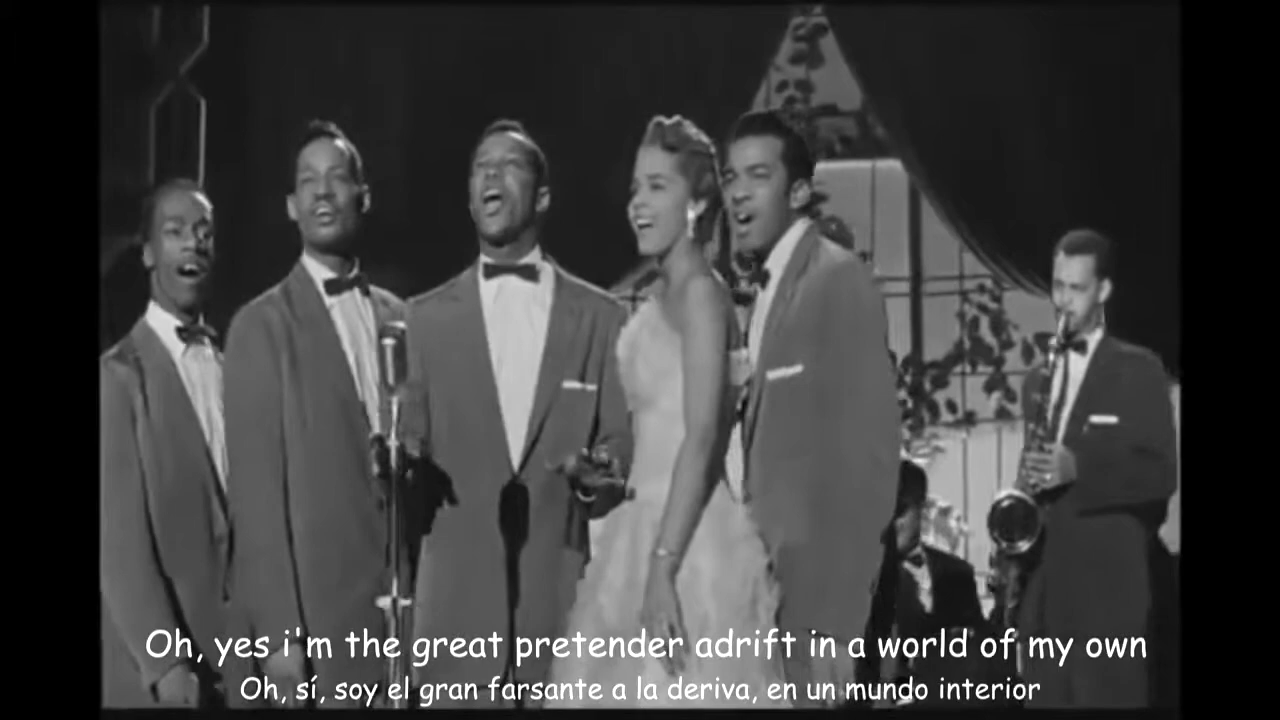 Oh, yes i'm the great pretender adrift in a world of my own
Oh, sí, soy el gran farsante a la deriva, en un mundo interior